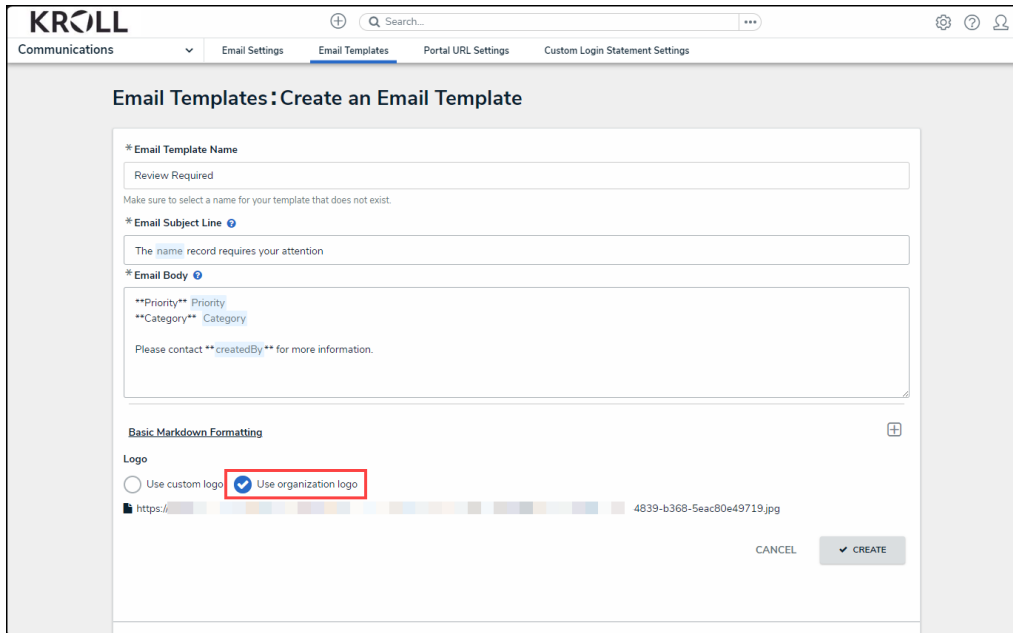 KROLL
Search...
Communications
Email Settings
Email Templates
Portal URL Settings
Custom Login Statement Settings
Email Templates: Create an Email Template
* Email Template Name
Review Required
Make sure to select a name for your template that does not exist.
* Email Subject Line
The name record requires your attention
* Email Body
**Priority** Priority
**Category** Category
Please contact **createdBy** for more information.
Basic Markdown Formatting
Logo
Use custom logo Use organization logo
https:/ 4839-b368-5eac80e49719.jpg
CANCEL
CREATE